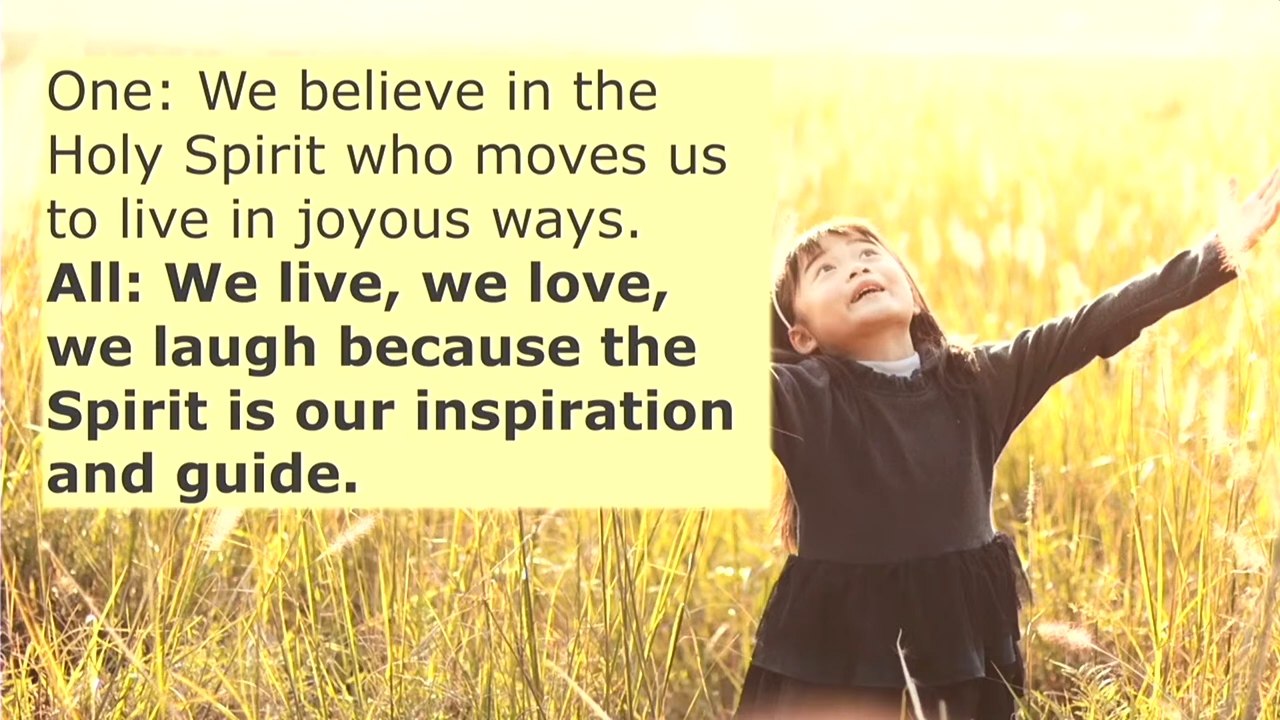 One: We believe in the
Holy Spirit who moves us
to live in joyous ways.
All: We live, we love,
we laugh because the
Spirit is our inspiration
and guide.